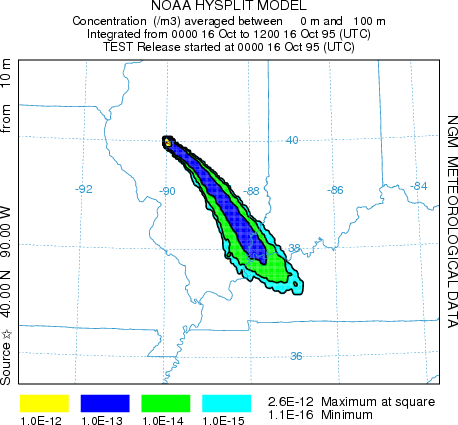 NOAA HYSPLIT MODEL
Concentration (/m3) averaged between 0 m and 100 m
Integrated from 0000 16 Oct to 1200 16 Oct 95 (UTC)
TEST Release started at 0000 16 Oct 95 (UTC)
Source ☆ 40.00 N 90.00 W from 10 m
40
-92
-90
-88
-86
-84
38
36
NGM METEOROLOGICAL DATA
1.0E-12 1.0E-13 1.0E-14 1.0E-15
2.6E-12 Maximum at square
1.1E-16 Minimum